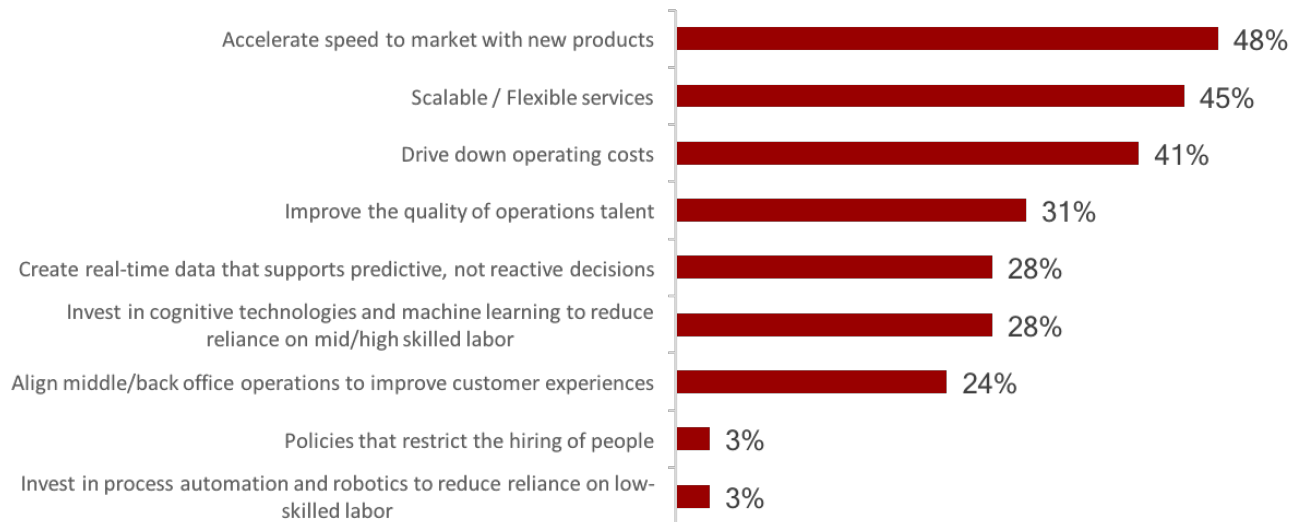 Accelerate speed to market with new products 48%
Scalable / Flexible services 45%
Drive down operating costs 41%
Improve the quality of operations talent 31%
Create real-time data that supports predictive, not reactive decisions 28%
Invest in cognitive technologies and machine learning to reduce
reliance on mid/high skilled labor 28%
Align middle/back office operations to improve customer experiences 24%
Policies that restrict the hiring of people 3%
Invest in process automation and robotics to reduce reliance on low-
skilled labor 3%